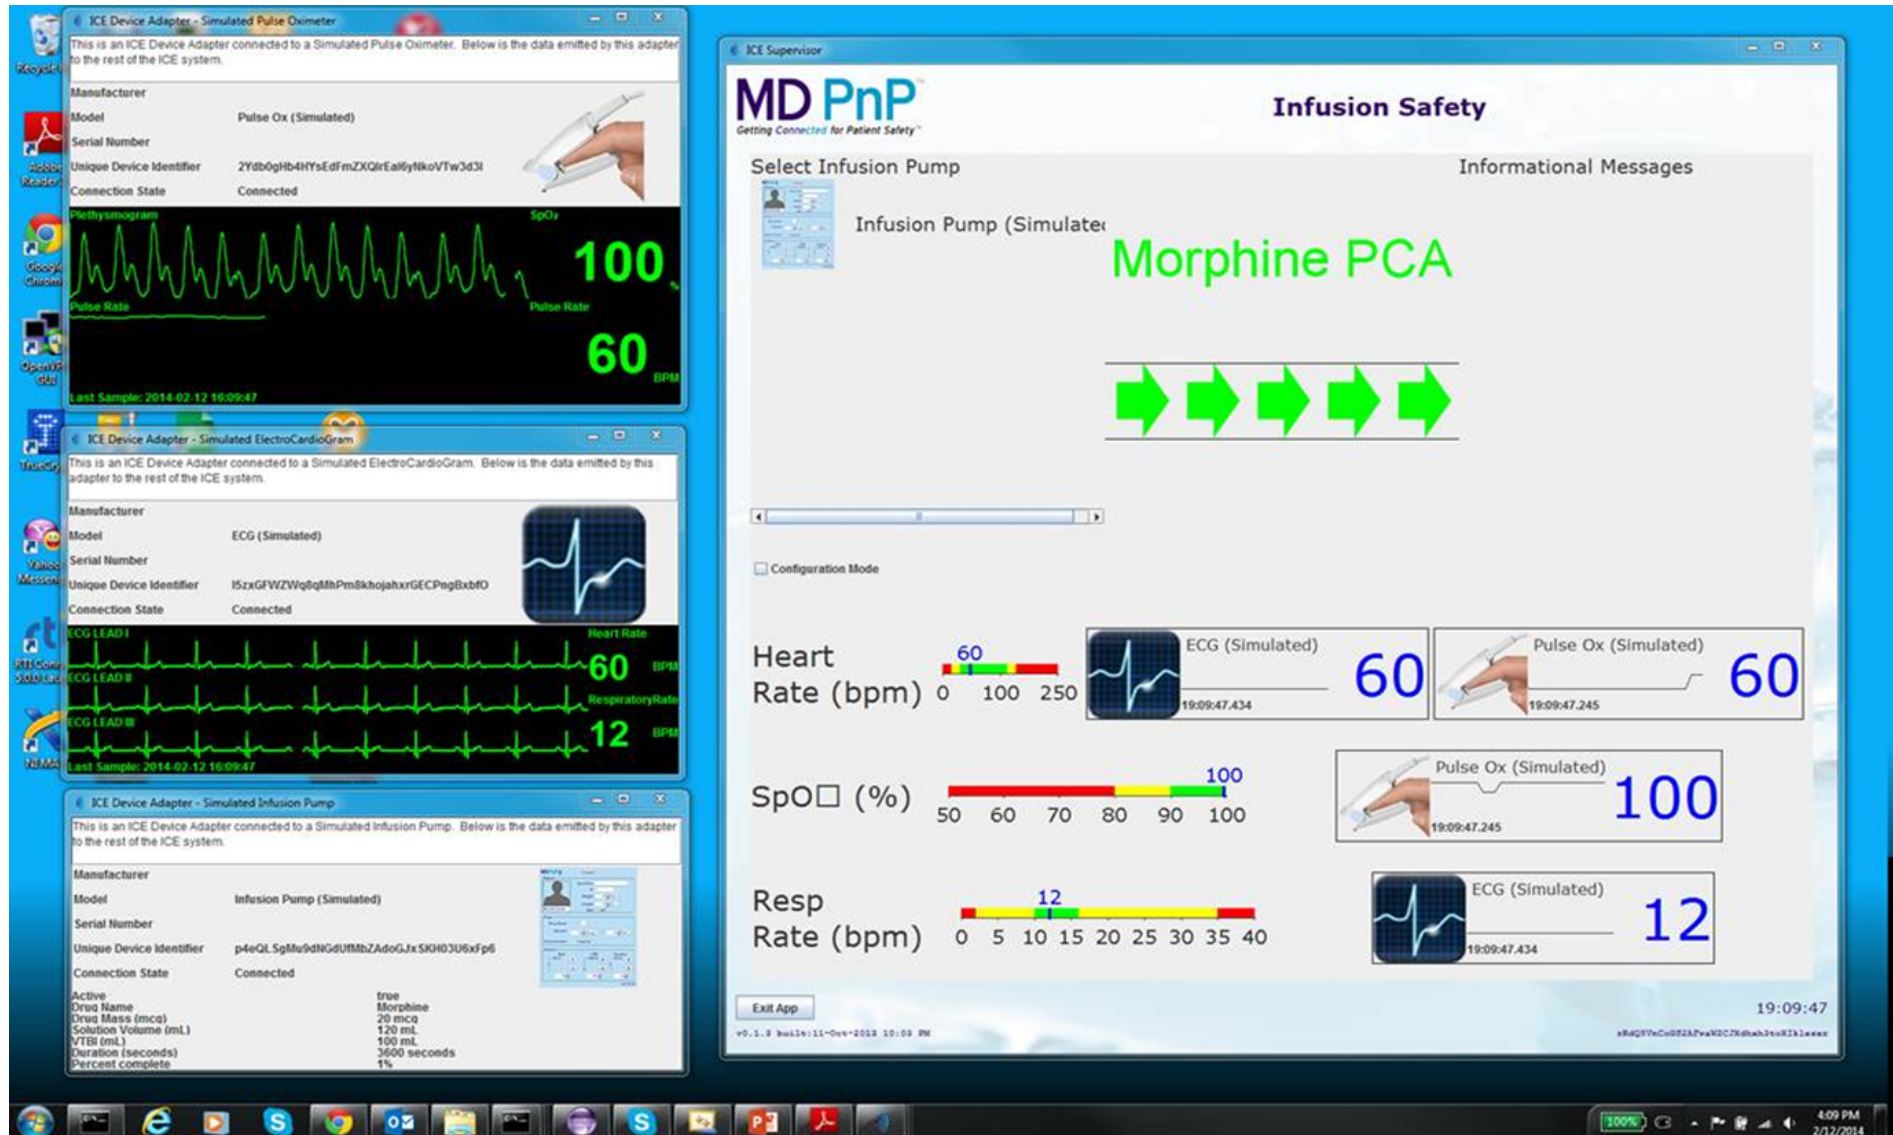 ICE Device Adapter - Simulated Pulse Oximeter
This is an ICE Device Adapter connected to a Simulated Pulse Oximeter. Below is the data emitted by this adapter
to the rest of the ICE system.
Manufacturer
Model Pulse Ox (Simulated)
Serial Number
Unique Device Identifier
Connection State Connected
Plethysmogram SpO₂
100 %
Pulse Rate Pulse Rate
60 BPM
Last Sample: 2014-02-12 16:09:47
ICE Device Adapter - Simulated ElectroCardioGram
This is an ICE Device Adapter connected to a Simulated ElectroCardioGram. Below is the data emitted by this
adapter to the rest of the ICE system.
Manufacturer
Model ECG (Simulated)
Serial Number
Unique Device Identifier
Connection State Connected
ECG LEAD I Heart Rate
60 BPM
ECG LEAD II
RespiratoryRate
ECG LEAD III
12 BPM
Last Sample: 2014-02-12 16:09:47
ICE Device Adapter - Simulated Infusion Pump
This is an ICE Device Adapter connected to a Simulated Infusion Pump. Below is the data emitted by this adapter
to the rest of the ICE system.
Manufacturer
Model Infusion Pump (Simulated)
Serial Number
Unique Device Identifier
Connection State Connected
Active true
Drug Name Morphine
Drug Mass (mcg) 20 mcg
Solution Volume (mL) 120 mL
VTBI (mL) 100 mL
Duration (seconds) 3600 seconds
Percent complete 1%
ICE Supervisor
MD PnP
Getting Connected for Patient Safety™
Infusion Safety
Select Infusion Pump
Informational Messages
Infusion Pump (Simulated
Morphine PCA
Configuration Mode
Heart
Rate (bpm)
60
0 100 250
ECG (Simulated)
60
19:09:47.434
Pulse Ox (Simulated)
60
19:09:47.245
SpO□ (%)
100
50 60 70 80 90 100
Pulse Ox (Simulated)
100
19:09:47.245
Resp
Rate (bpm)
12
0 5 10 15 20 25 30 35 40
ECG (Simulated)
12
19:09:47.434
Exit App
19:09:47
v0.1.5 built:11-Oct-2013 10:03 PM
100%
4:09 PM
2/12/2014